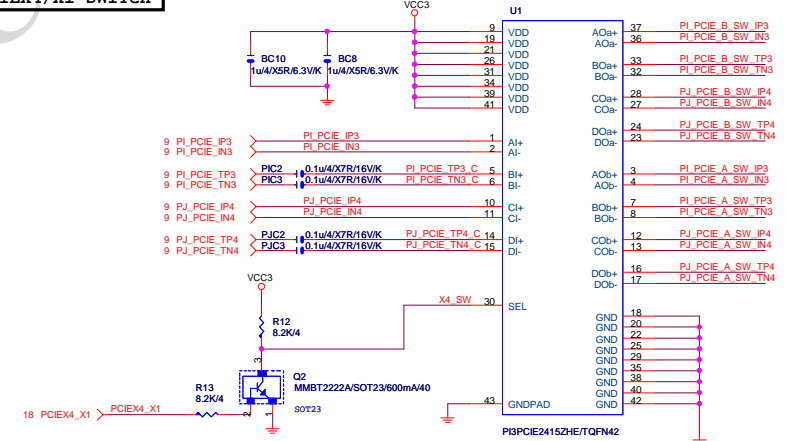 VCC3
U1
BC10
1u/4/X5R/6.3V/K
BC8
1u/4/X5R/6.3V/K
9 VDD
19 VDD
21 VDD
26 VDD
31 VDD
34 VDD
39 VDD
41 VDD
9 PI_PCIE_IP3 PI_PCIE_IP3 1 AI+
9 PI_PCIE_IN3 PI_PCIE_IN3 2 AI-
9 PI_PCIE_TP3 PIC2 0.1u/4/X7R/16V/K PI_PCIE_TP3_C 5 BI+
9 PI_PCIE_TN3 PIC3 0.1u/4/X7R/16V/K PI_PCIE_TN3_C 6 BI-
9 PJ_PCIE_IP4 PJ_PCIE_IP4 10 CI+
9 PJ_PCIE_IN4 PJ_PCIE_IN4 11 CI-
9 PJ_PCIE_TP4 PJC2 0.1u/4/X7R/16V/K PJ_PCIE_TP4_C 14 DI+
9 PJ_PCIE_TN4 PJC3 0.1u/4/X7R/16V/K PJ_PCIE_TN4_C 15 DI-
VCC3
X4_SW 30 SEL
R12
8.2K/4
3
Q2
MMBT2222A/SOT23/600mA/40
SOT23
R13
8.2K/4
18 PCIEX4_X1 PCIEX4_X1 2 1
43 GNDPAD
AOa+ 37 PI_PCIE_B_SW_IP3
AOa- 36 PI_PCIE_B_SW_IN3
BOa+ 33 PI_PCIE_B_SW_TP3
BOa- 32 PI_PCIE_B_SW_TN3
COa+ 28 PJ_PCIE_B_SW_IP4
COa- 27 PJ_PCIE_B_SW_IN4
DOa+ 24 PJ_PCIE_B_SW_TP4
DOa- 23 PJ_PCIE_B_SW_TN4
AOb+ 3 PI_PCIE_A_SW_IP3
AOb- 4 PI_PCIE_A_SW_IN3
BOb+ 7 PI_PCIE_A_SW_TP3
BOb- 8 PI_PCIE_A_SW_TN3
COb+ 12 PJ_PCIE_A_SW_IP4
COb- 13 PJ_PCIE_A_SW_IN4
DOb+ 16 PJ_PCIE_A_SW_TP4
DOb- 17 PJ_PCIE_A_SW_TN4
GND 18
GND 20
GND 22
GND 25
GND 29
GND 35
GND 38
GND 40
GND 42
PI3PCIE2415ZHE/TQFN42